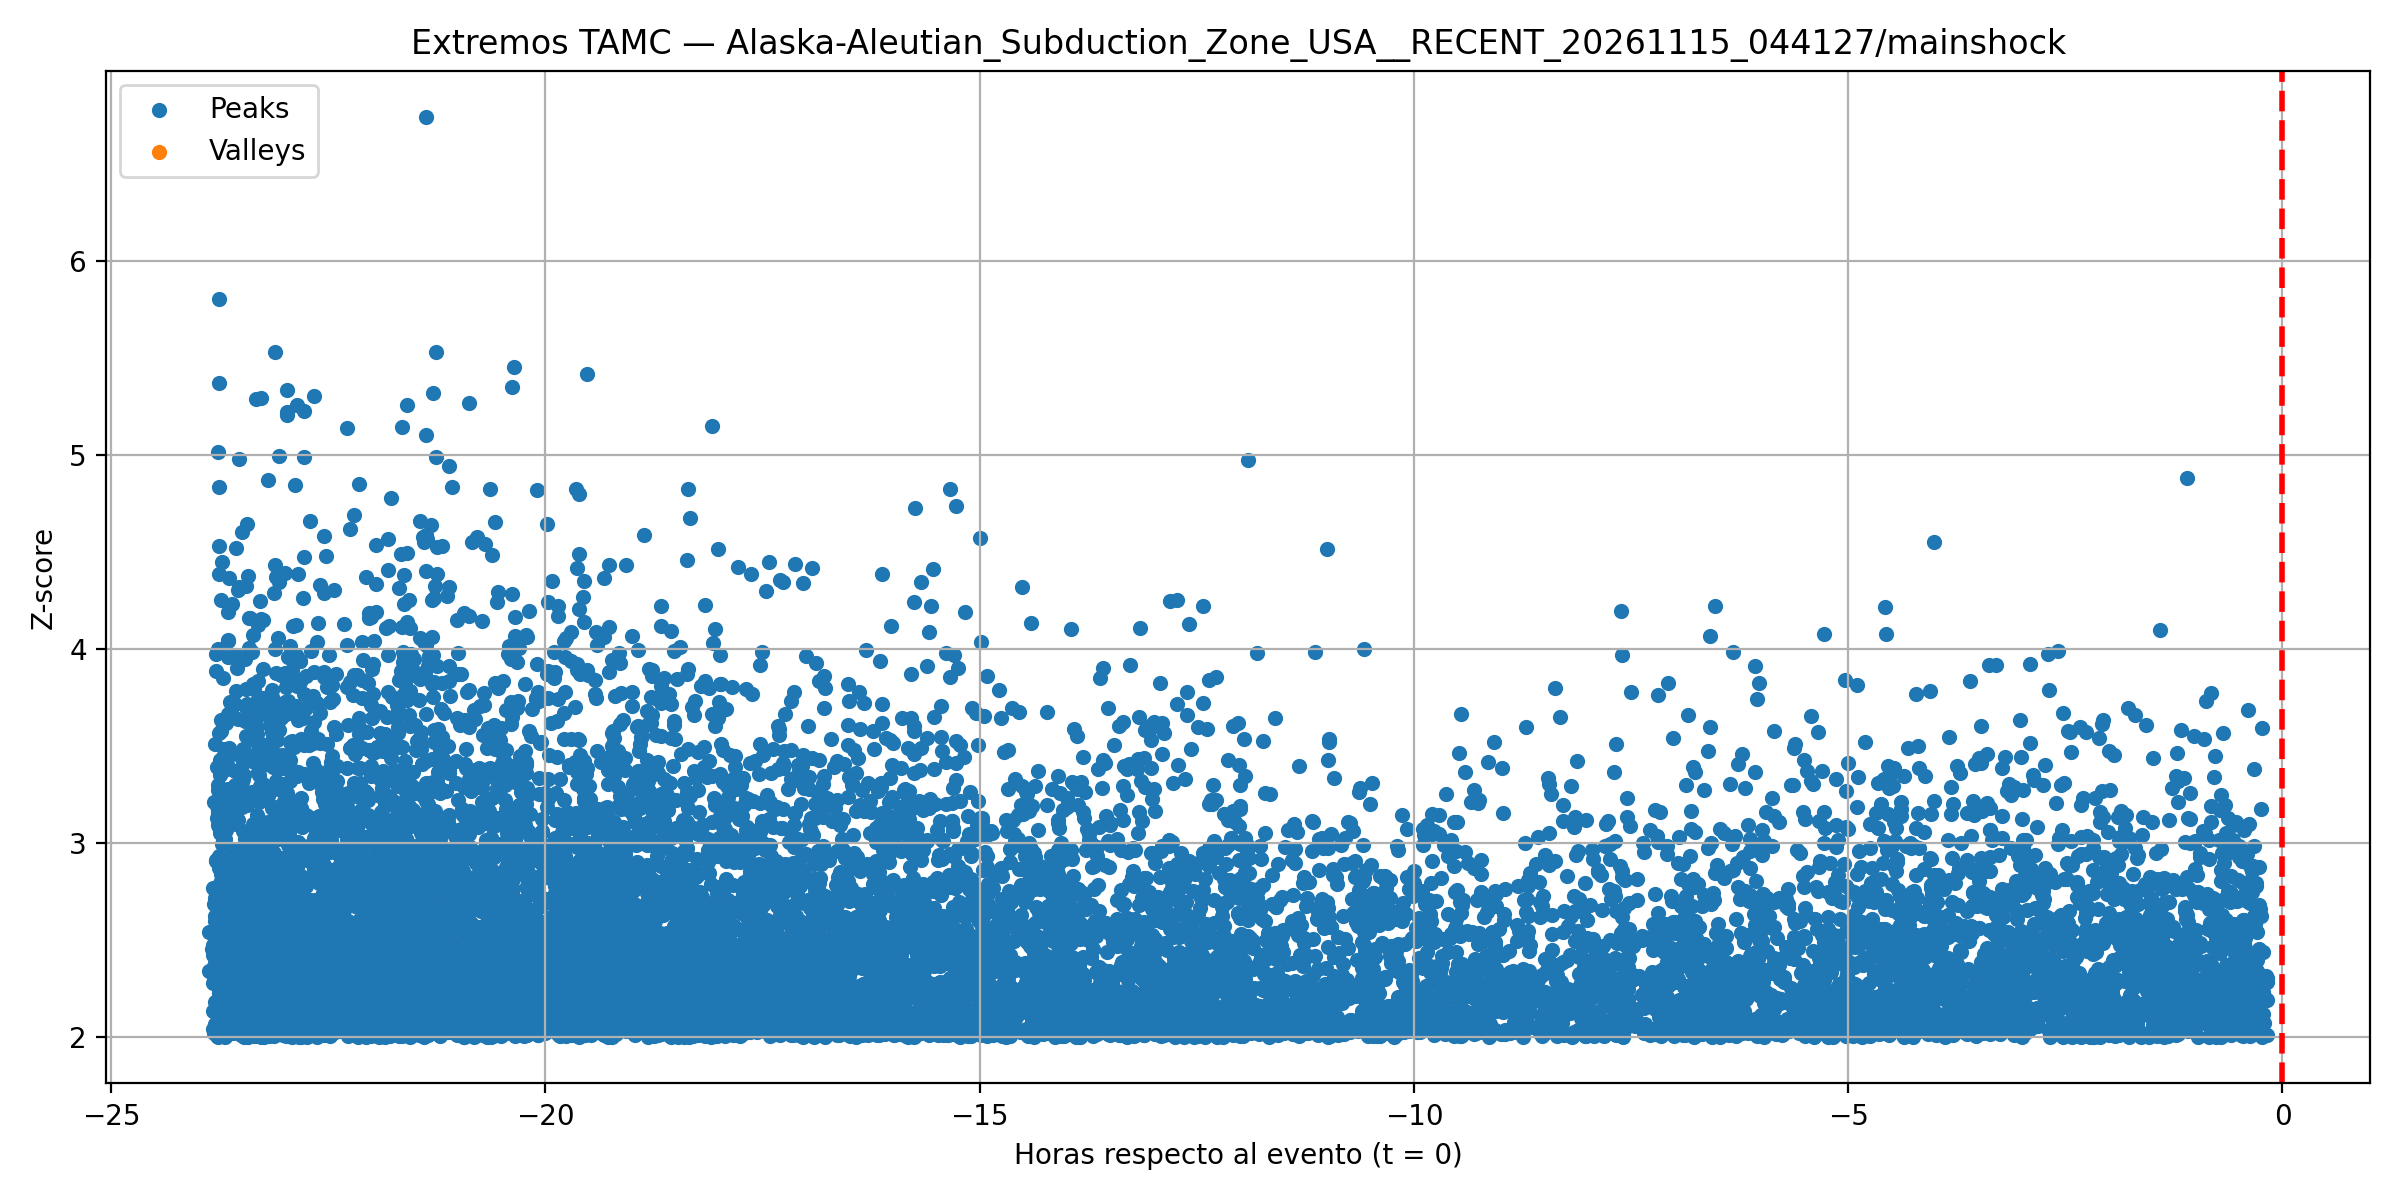 Extremos TAMC — Alaska-Aleutian_Subduction_Zone_USA__RECENT_20261115_044127/mainshock
Peaks
Valleys
Z-score
6
5
4
3
2
−25
−20
−15
−10
−5
0
Horas respecto al evento (t = 0)